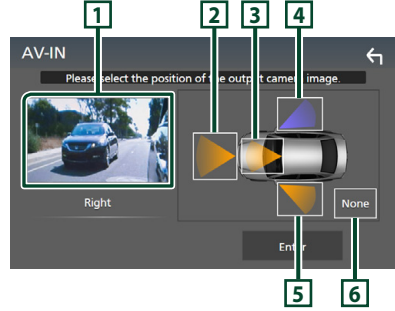 1 2 3 4
AV-IN
Please select the position of the output camera image.
Right
None
Enter
5 6